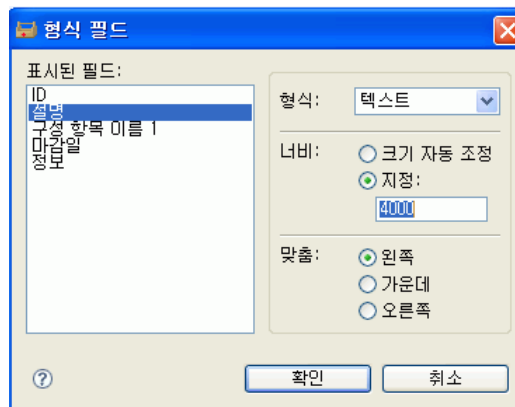 형식 필드
표시된 필드:
ID
설명
구성 항목 이름 1
마감일
정보
형식: 텍스트
너비: 크기 자동 조정
지정:
4000
맞춤: 왼쪽
가운데
오른쪽
? 확인 취소